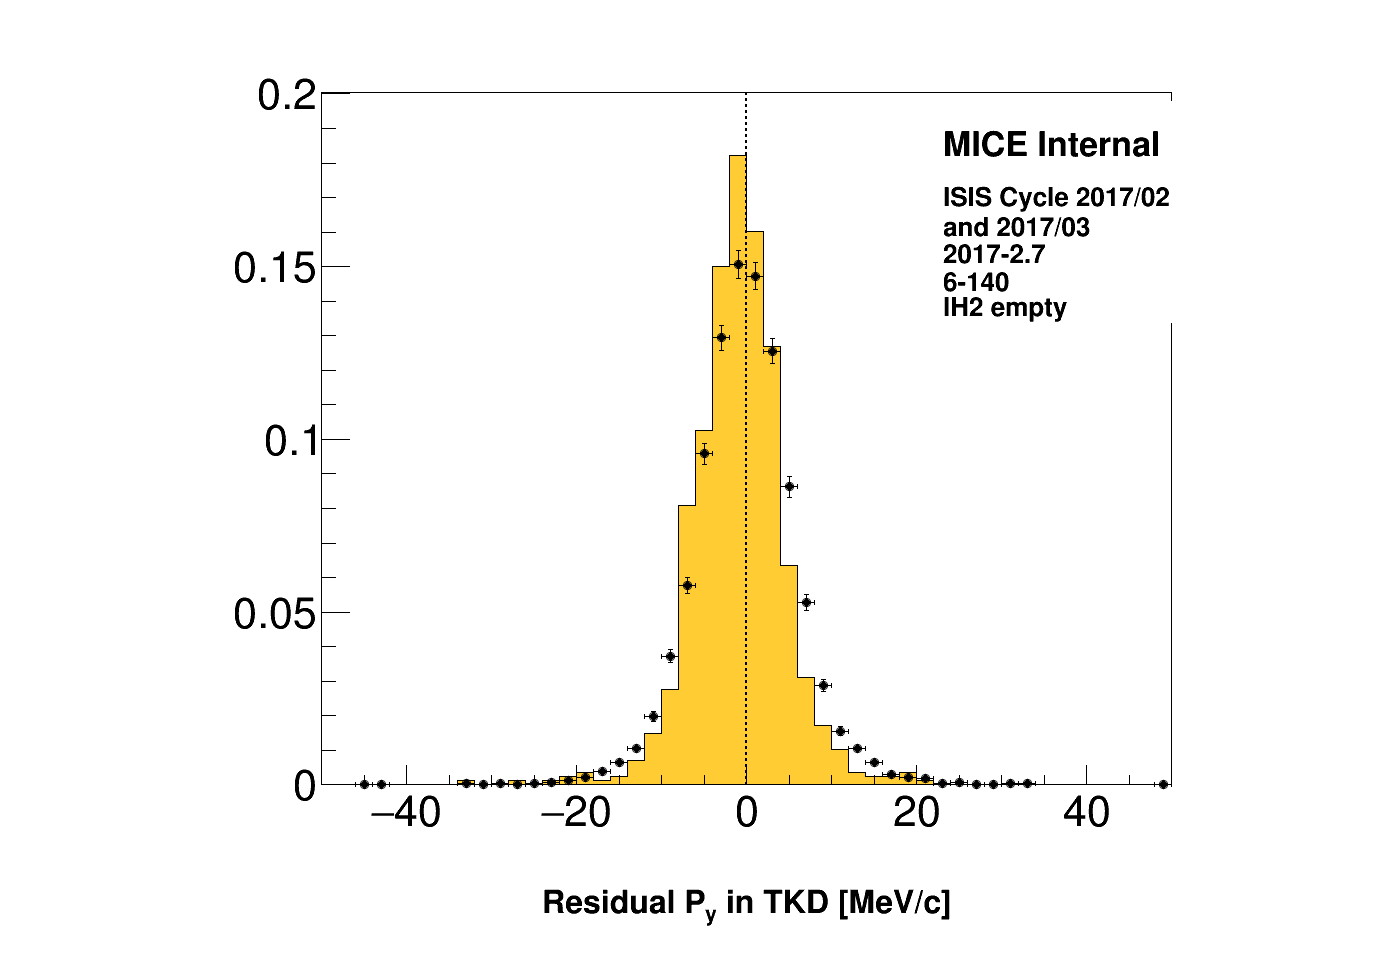 0.2
MICE Internal
ISIS Cycle 2017/02
0.15
and 2017/03
2017-2.7
6-140
IH2 empty
0.1
0.05
0
−40 −20 0 20 40
Residual Py in TKD [MeV/c]